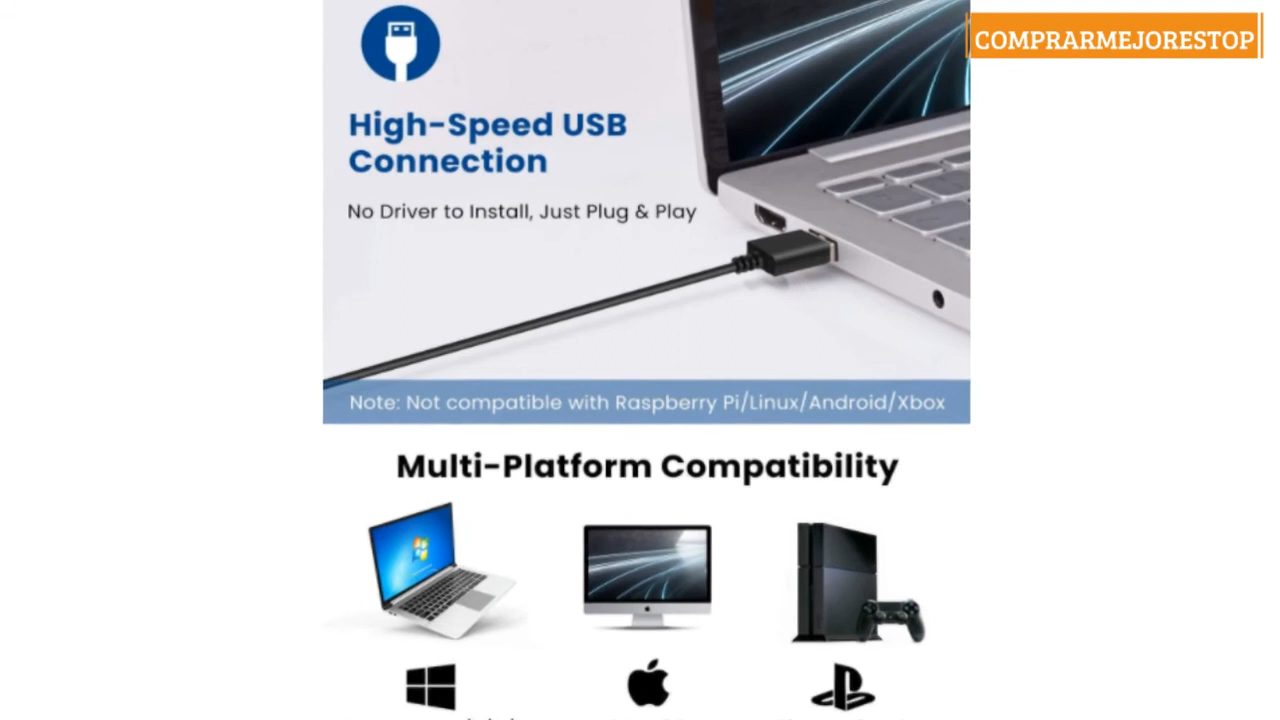 COMPRARMEJORESTOP
High-Speed USB
Connection
No Driver to Install, Just Plug & Play
Note: Not compatible with Raspberry Pi/Linux/Android/Xbox
Multi-Platform Compatibility